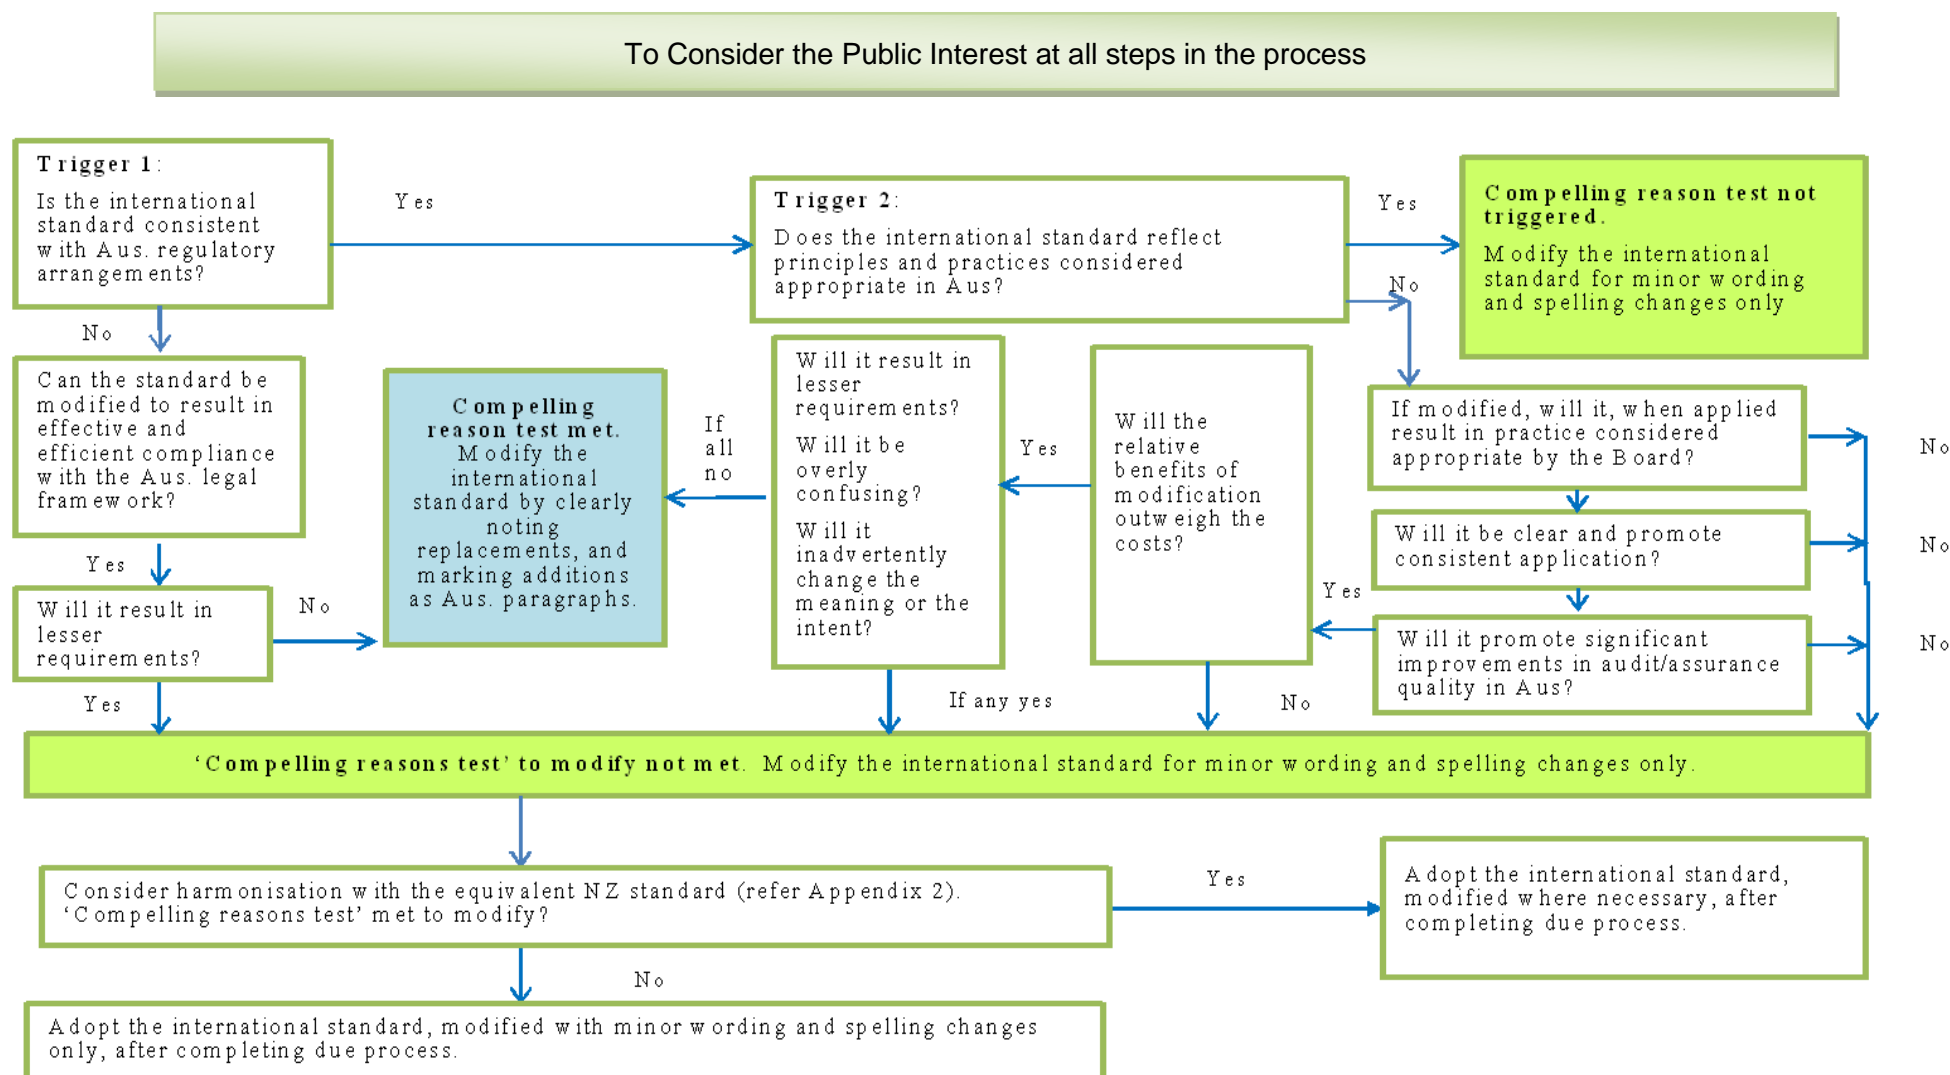 To Consider the Public Interest at all steps in the process
Trigger 1:
Is the international
standard consistent
with Aus. regulatory
arrangements?
Yes
Trigger 2:
Does the international standard reflect
principles and practices considered
appropriate in Aus?
Yes
Compelling reason test not
triggered.
Modify the international
standard for minor wording
and spelling changes only
No
No
Can the standard be
modified to result in
effective and
efficient compliance
with the Aus. legal
framework?
Compelling
reason test met.
Modify the
international
standard by clearly
noting
replacements, and
marking additions
as Aus. paragraphs.
If
all
no
Will it result in
lesser
requirements?
Will it be
overly
confusing?
Will it
inadvertently
change the
meaning or the
intent?
Yes
Will the
relative
benefits of
modification
outweigh the
costs?
If modified, will it, when applied
result in practice considered
appropriate by the Board?
No
Will it be clear and promote
consistent application?
No
Yes
Will it promote significant
improvements in audit/assurance
quality in Aus?
No
Yes
Will it result in
lesser
requirements?
No
Yes
If any yes
No
‘Compelling reasons test’ to modify not met. Modify the international standard for minor wording and spelling changes only.
Consider harmonisation with the equivalent NZ standard (refer Appendix 2).
‘Compelling reasons test’ met to modify?
Yes
Adopt the international standard,
modified where necessary, after
completing due process.
No
Adopt the international standard, modified with minor wording and spelling changes
only, after completing due process.